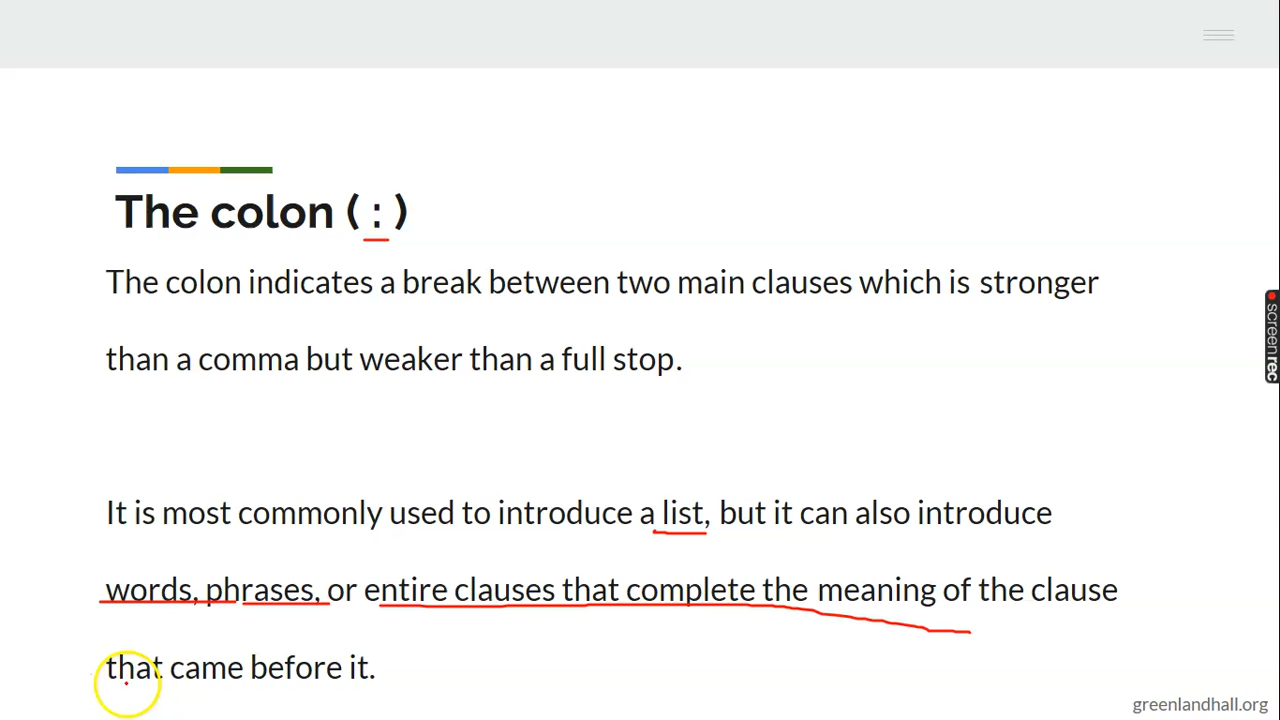 The colon ( : )
The colon indicates a break between two main clauses which is stronger
than a comma but weaker than a full stop.
It is most commonly used to introduce a list, but it can also introduce
words, phrases, or entire clauses that complete the meaning of the clause
that came before it.
screenrec
greenlandhall.org